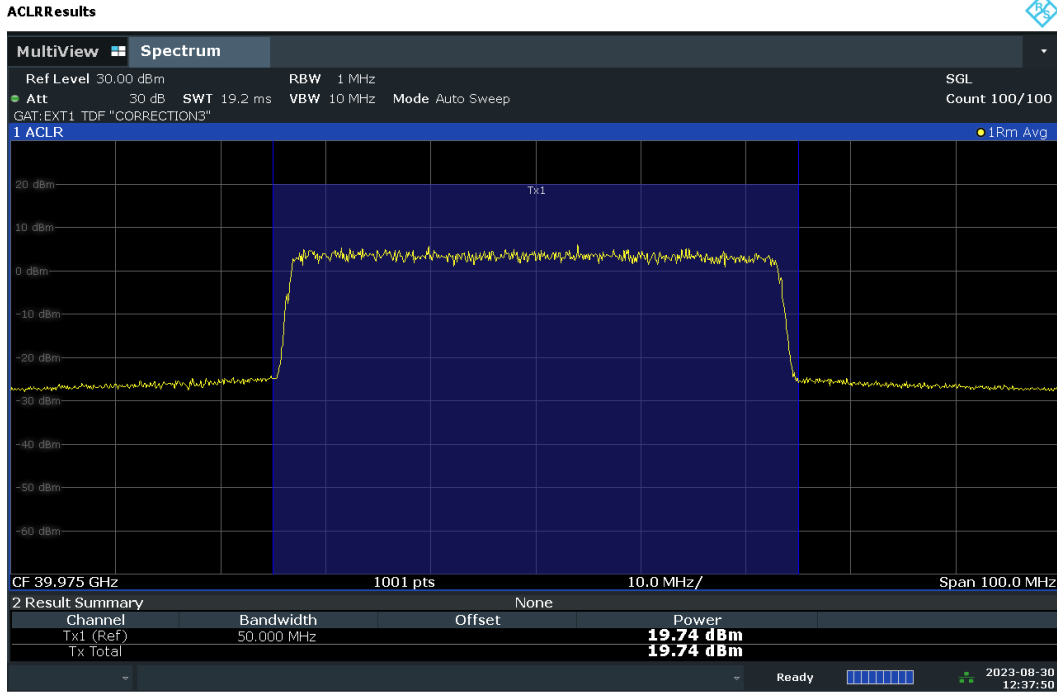 ACLRResults
R S
MultiView Spectrum
Ref Level 30.00 dBm RBW 1 MHz SGL
Att 30 dB SWT 19.2 ms VBW 10 MHz Mode Auto Sweep Count 100/100
GAT:EXT1 TDF "CORRECTION3"
1 ACLR 1Rm Avg
Tx1
20 dBm
10 dBm
0 dBm
-10 dBm
-20 dBm
-30 dBm
-40 dBm
-50 dBm
-60 dBm
CF 39.975 GHz 1001 pts 10.0 MHz/ Span 100.0 MHz
2 Result Summary None
Channel Bandwidth Offset Power
Tx1 (Ref) 50.000 MHz 19.74 dBm
Tx Total 19.74 dBm
Ready 2023-08-30
12:37:50